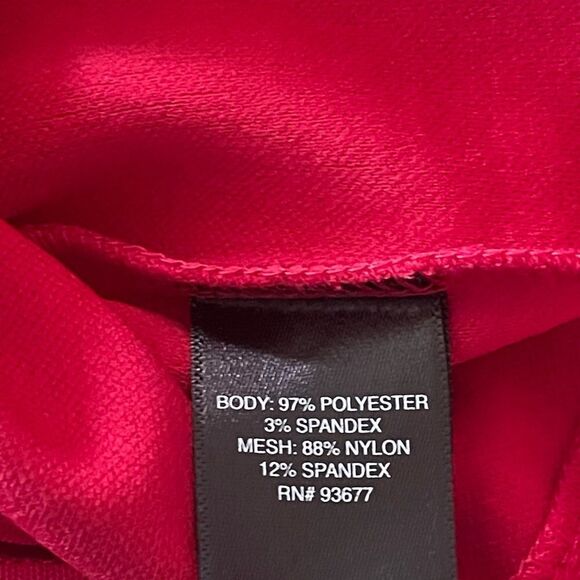 BODY: 97% POLYESTER
3% SPANDEX
MESH: 88% NYLON
12% SPANDEX
RN# 93677